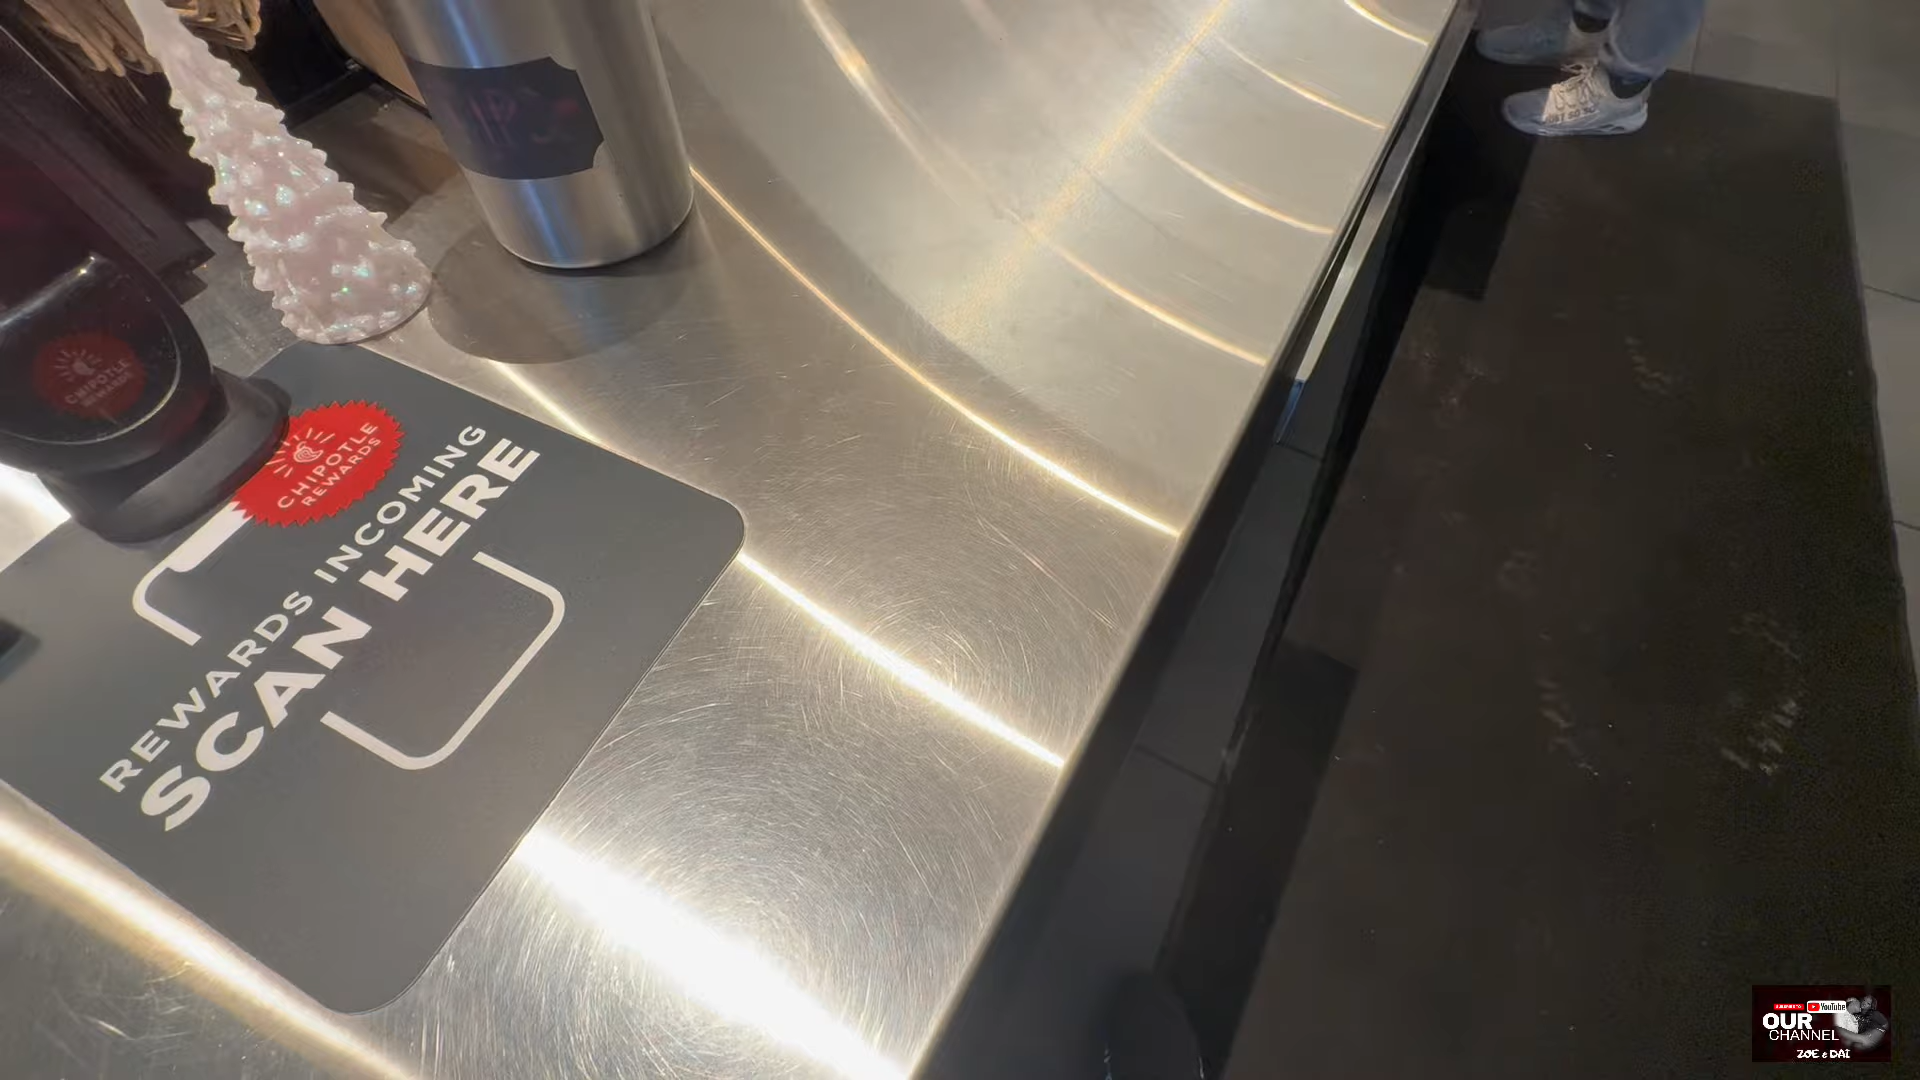 CHIPOTLE
REWARDS
CHIPOTLE
REWARDS
REWARDS INCOMING
SCAN HERE
YouTube
OUR
CHANNEL
ZOE & DAI